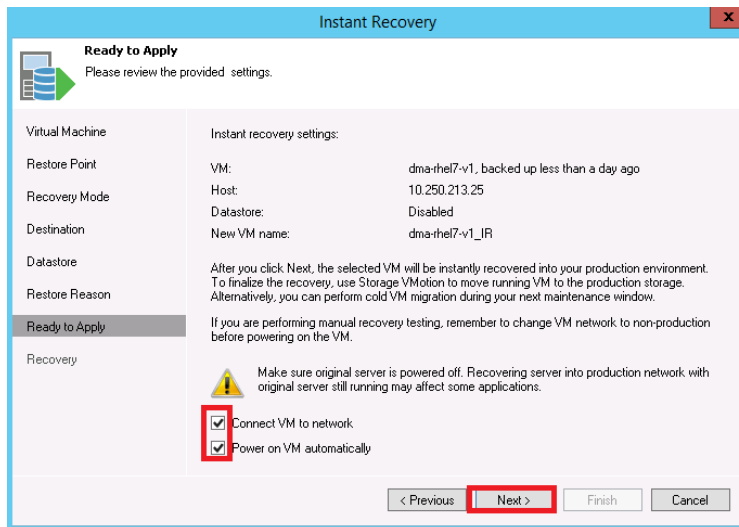 Instant Recovery
x
Ready to Apply
Please review the provided settings.
Virtual Machine
Restore Point
Recovery Mode
Destination
Datastore
Restore Reason
Ready to Apply
Recovery
Instant recovery settings:
VM: dma-rhel7-v1, backed up less than a day ago
Host: 10.250.213.25
Datastore: Disabled
New VM name: dma-rhel7-v1_IR
After you click Next, the selected VM will be instantly recovered into your production environment.
To finalize the recovery, use Storage VMotion to move running VM to the production storage.
Alternatively, you can perform cold VM migration during your next maintenance window.
If you are performing manual recovery testing, remember to change VM network to non-production
before powering on the VM.
Make sure original server is powered off. Recovering server into production network with
original server still running may affect some applications.
Connect VM to network
Power on VM automatically
< Previous Next > Finish Cancel